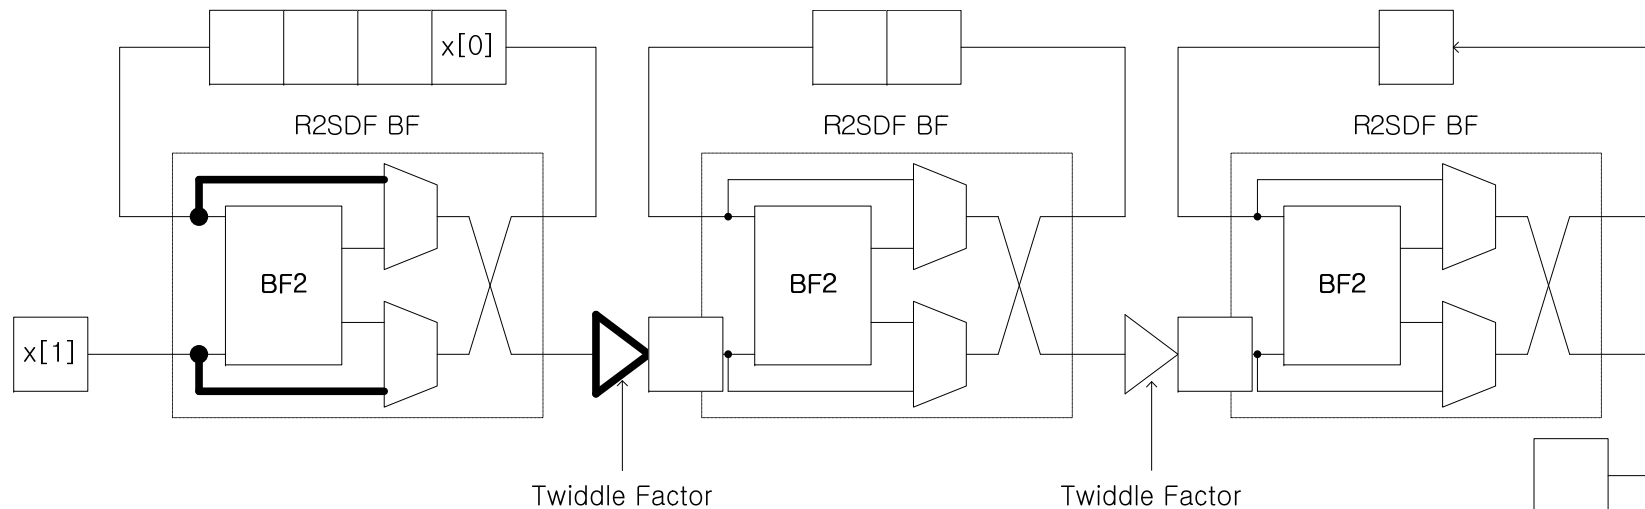 x[0]
R2SDF BF
R2SDF BF
R2SDF BF
BF2
BF2
BF2
x[1]
Twiddle Factor
Twiddle Factor